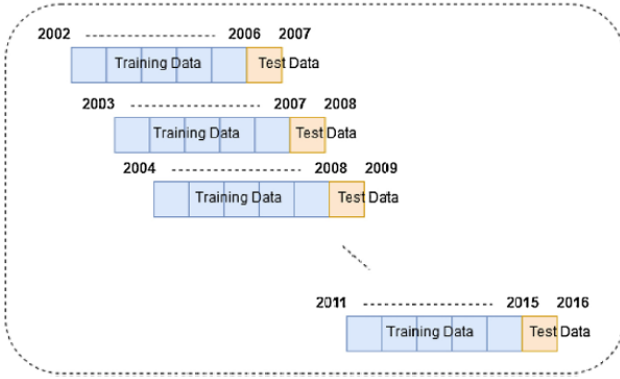 2002 2006 2007
Training Data Test Data
2003 2007 2008
Training Data Test Data
2004 2008 2009
Training Data Test Data
2011 2015 2016
Training Data Test Data